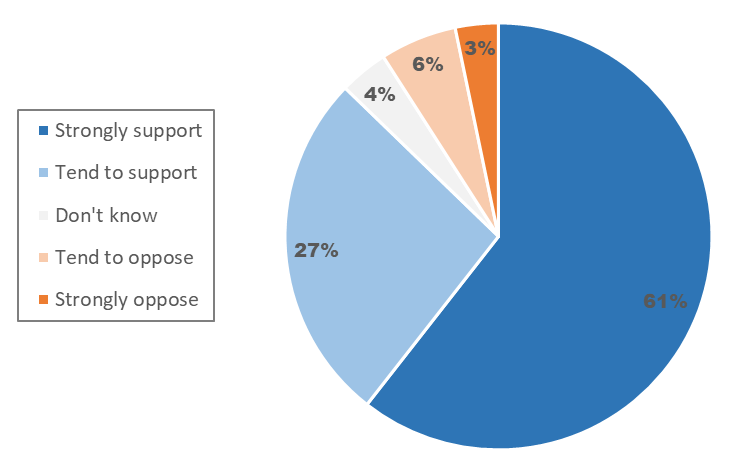 Strongly support
Tend to support
Don't know
Tend to oppose
Strongly oppose
3%
6%
4%
27%
61%